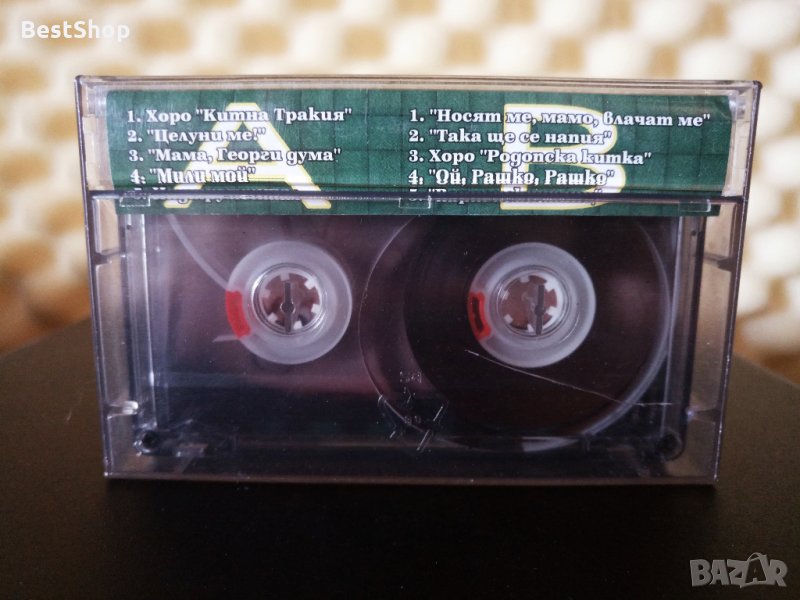 BestShop
A
1. Хоро "Китна Тракия"
2. "Целуни ме!"
3. "Мама, Георги дума"
4. "Мили мой"
B
1. "Носят ме, мамо, влачат ме"
2. "Така ще се напия"
3. Хоро "Родопска китка"
4. "Ой, Рашко, Рашко"
BAZAR